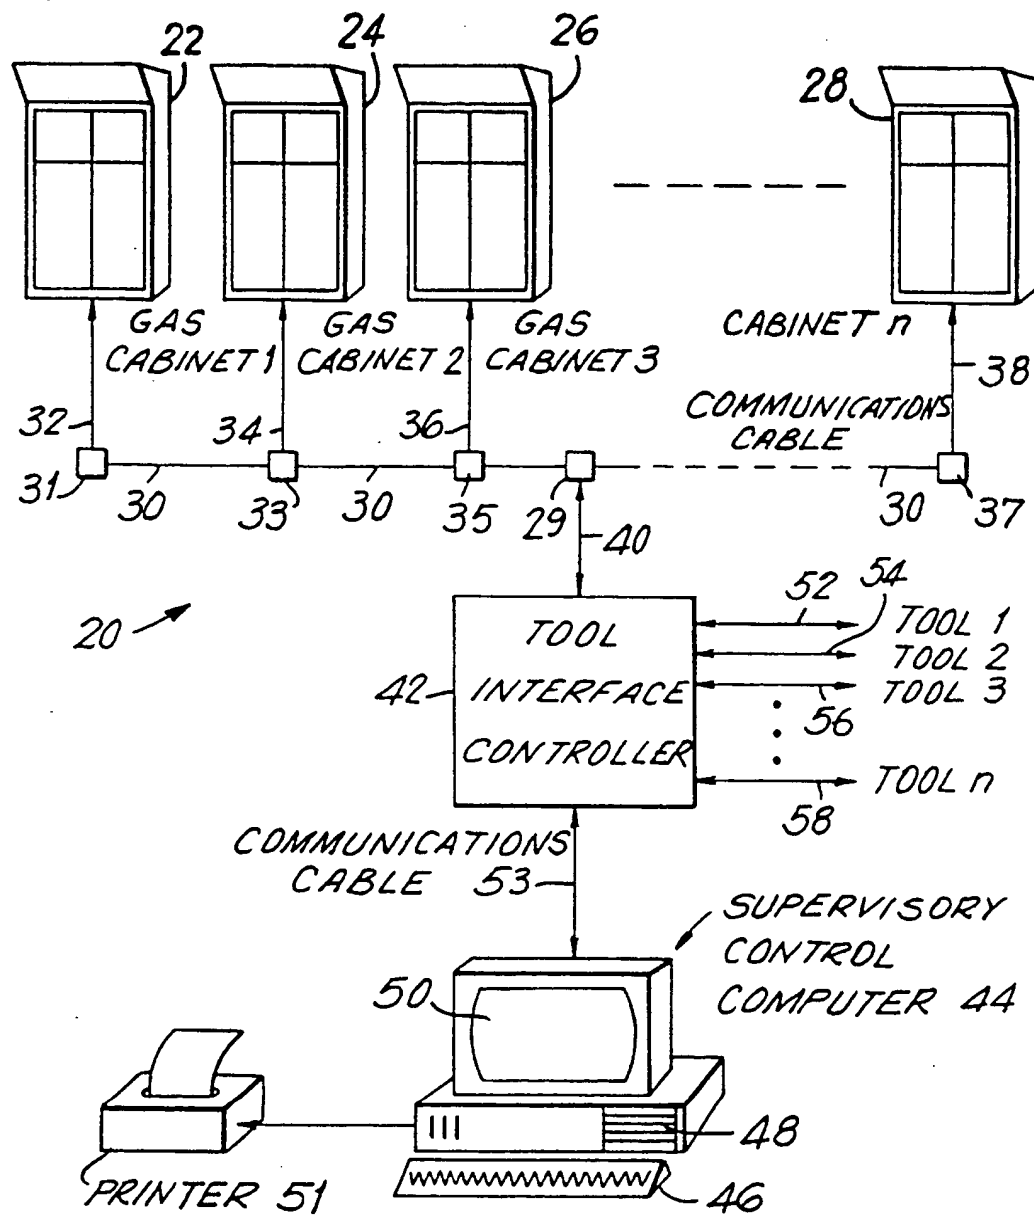 22
24
26
28
GAS CABINET 1
GAS CABINET 2
GAS CABINET 3
CABINET n
32
34
36
38
COMMUNICATIONS
CABLE
31
30
33
30
35
29
30
37
40
20
42
TOOL
INTERFACE
CONTROLLER
52
54
TOOL 1
TOOL 2
TOOL 3
56
TOOL n
58
COMMUNICATIONS
CABLE
53
SUPERVISORY
CONTROL
COMPUTER 44
50
48
46
PRINTER 51